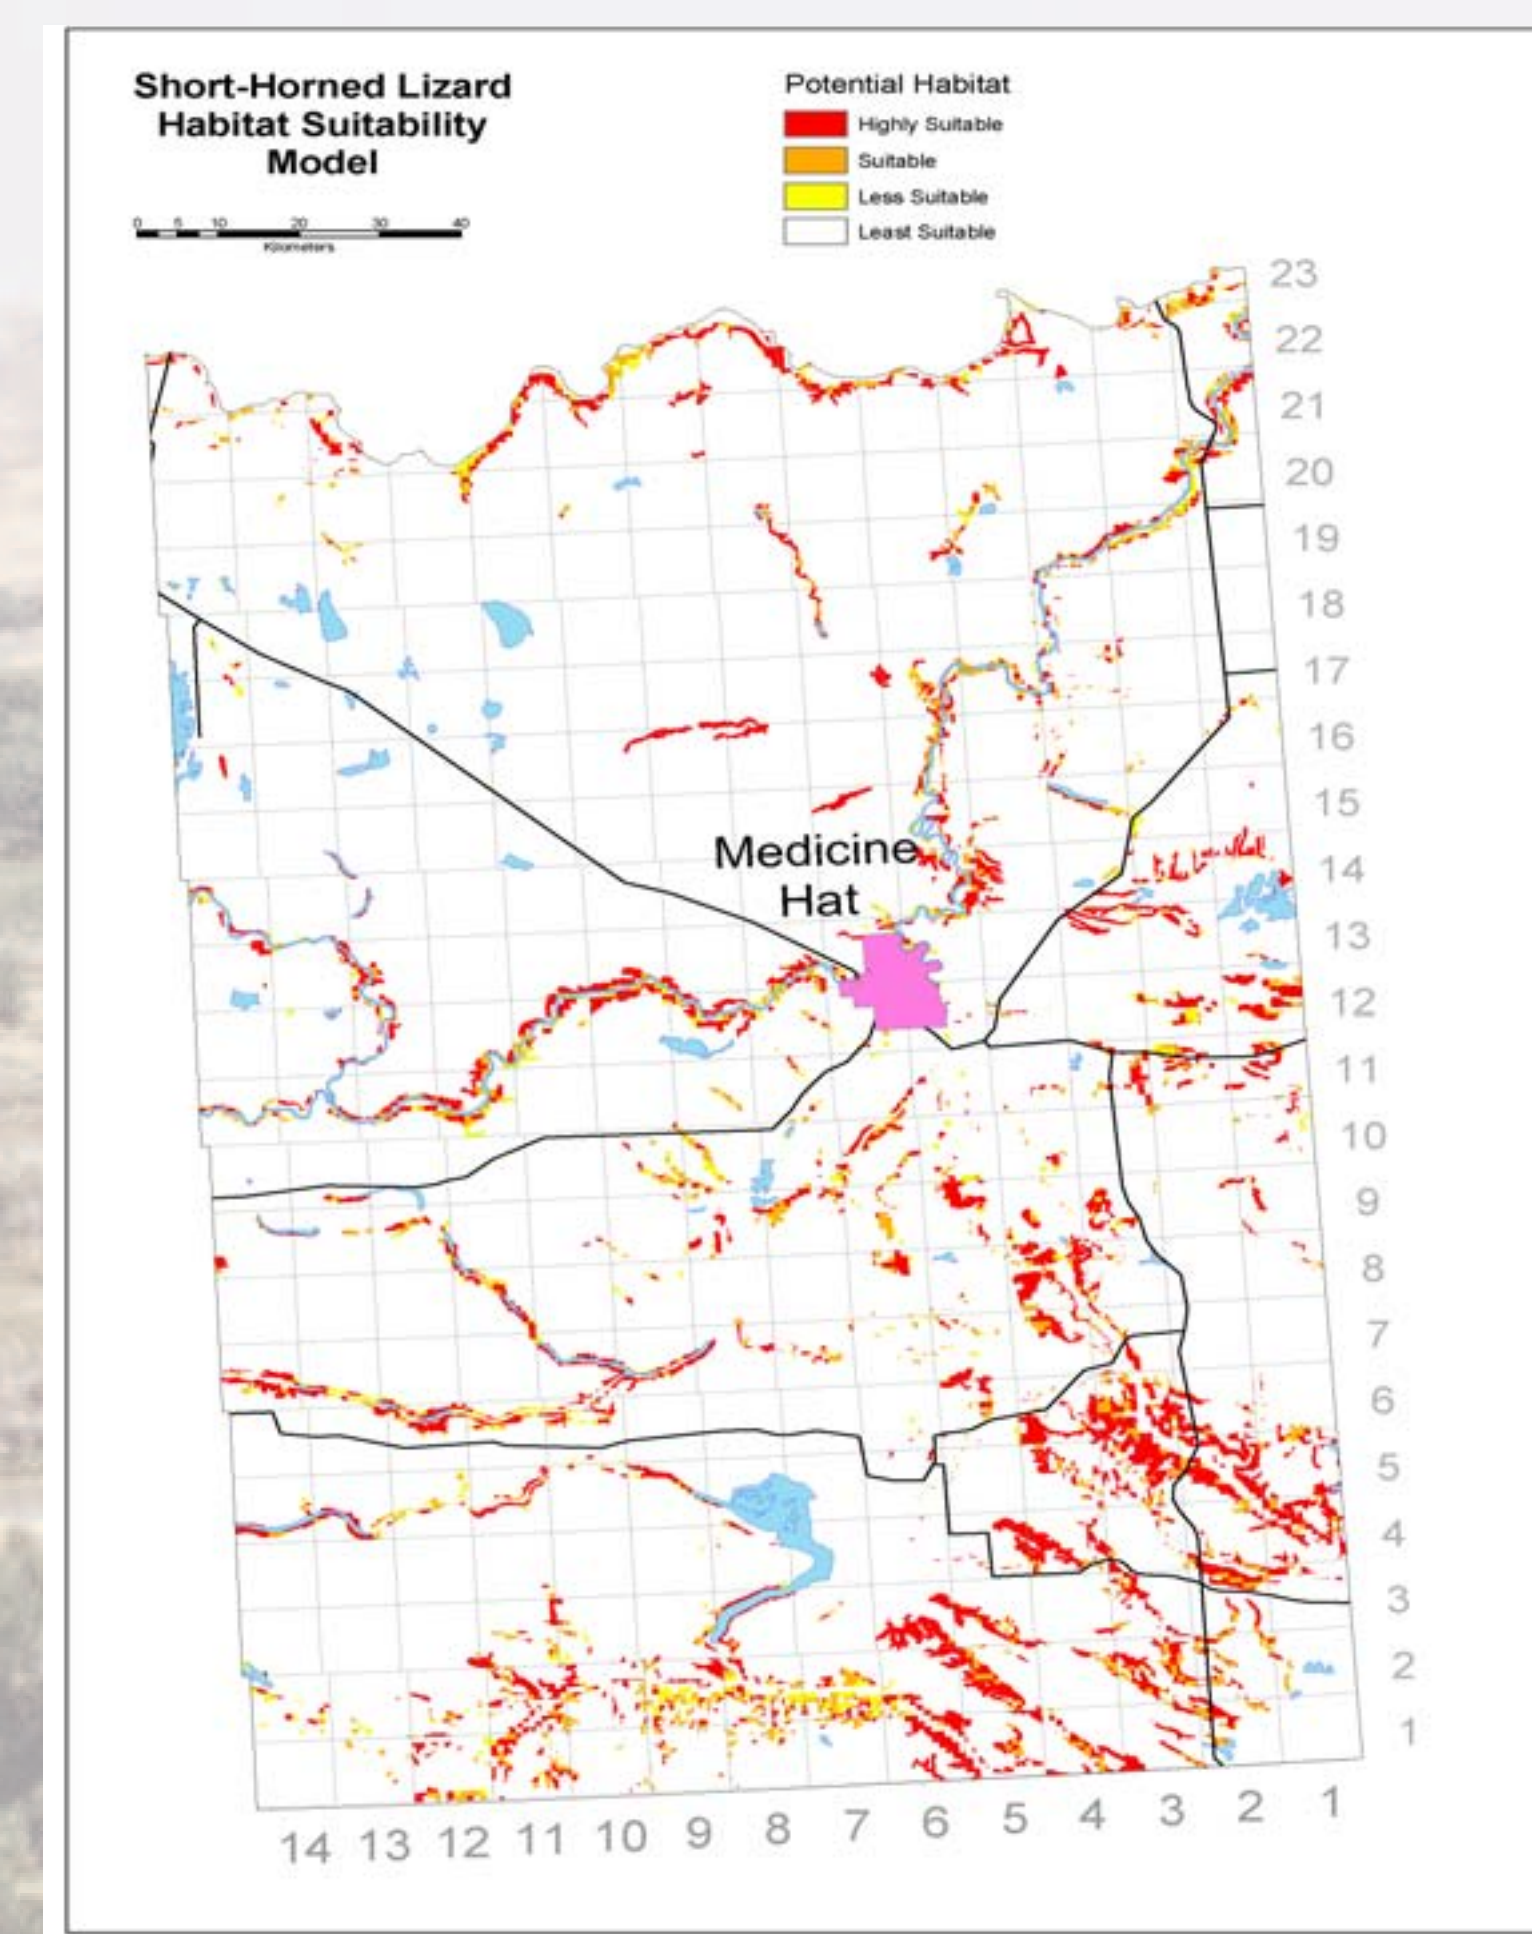 Short-Horned Lizard
Habitat Suitability
Model
0 5 10 20 30 40
Kilometers
Potential Habitat
Highly Suitable
Suitable
Less Suitable
Least Suitable
23
22
21
20
19
18
17
16
15
14
13
12
11
10
9
8
7
6
5
4
3
2
1
Medicine
Hat
14 13 12 11 10 9 8 7 6 5 4 3 2 1